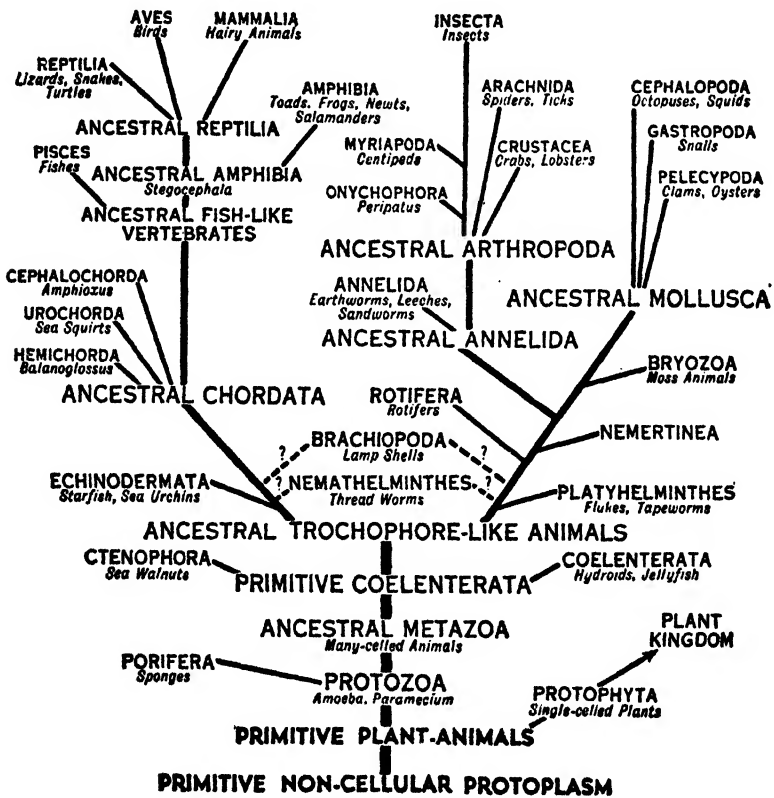 AVES
Birds
MAMMALIA
Hairy Animals
REPTILIA
Lizards, Snakes,
Turtles
ANCESTRAL REPTILIA
AMPHIBIA
Toads, Frogs, Newts,
Salamanders
PISCES
Fishes
ANCESTRAL AMPHIBIA
Stegocephala
ANCESTRAL FISH-LIKE
VERTEBRATES
CEPHALOCHORDA
Amphioxus
UROCHORDA
Sea Squirts
HEMICHORDA
Balanoglossus
ANCESTRAL CHORDATA
INSECTA
Insects
ARACHNIDA
Spiders, Ticks
MYRIAPODA
Centipeds
CRUSTACEA
Crabs, Lobsters
ONYCHOPHORA
Peripatus
ANCESTRAL ARTHROPODA
ANNELIDA
Earthworms, Leeches,
Sandworms
ANCESTRAL ANNELIDA
CEPHALOPODA
Octopuses, Squids
GASTROPODA
Snails
PELECYPODA
Clams, Oysters
ANCESTRAL MOLLUSCA
BRYOZOA
Moss Animals
ROTIFERA
Rotifers
NEMERTINEA
? BRACHIOPODA ?
Lamp Shells
ECHINODERMATA
Starfish, Sea Urchins
? NEMATHELMINTHES ?
Thread Worms
PLATYHELMINTHES
Flukes, Tapeworms
ANCESTRAL TROCHOPHORE-LIKE ANIMALS
CTENOPHORA
Sea Walnuts
PRIMITIVE COELENTERATA
COELENTERATA
Hydroids, Jellyfish
ANCESTRAL METAZOA
Many-celled Animals
PORIFERA
Sponges
PROTOZOA
Amoeba, Paramecium
PLANT
KINGDOM
PROTOPHYTA
Single-celled Plants
PRIMITIVE PLANT-ANIMALS
PRIMITIVE NON-CELLULAR PROTOPLASM